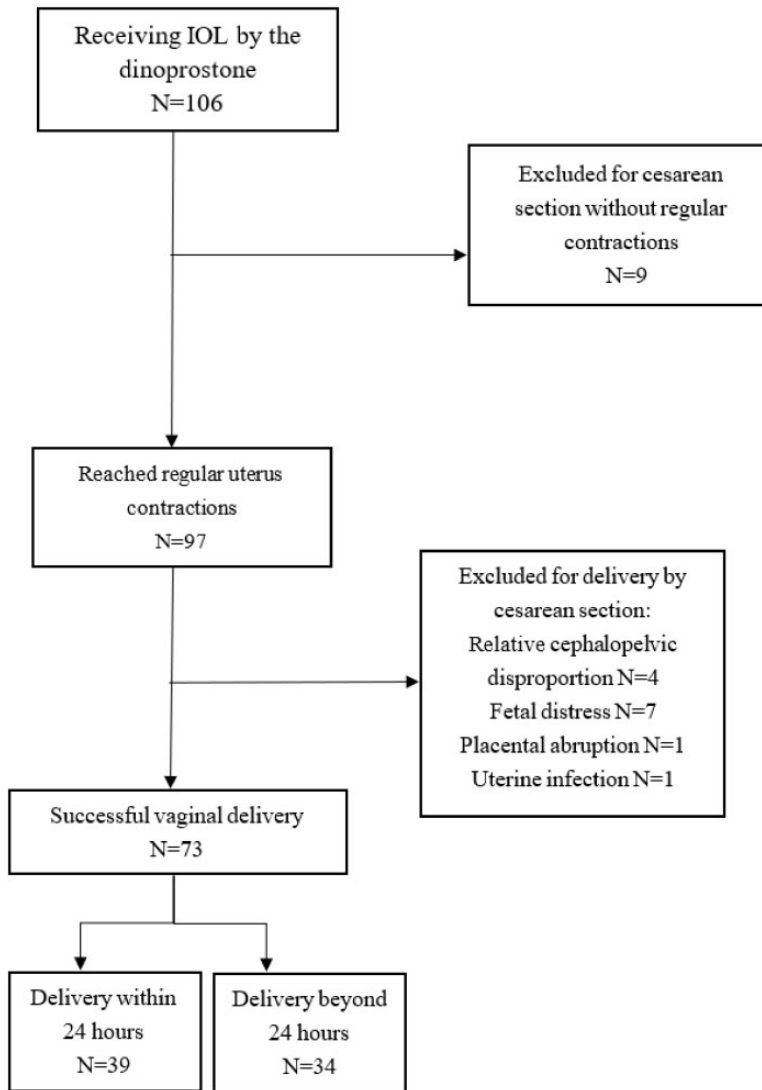 Receiving IOL by the
dinoprostone
N=106
Excluded for cesarean
section without regular
contractions
N=9
Reached regular uterus
contractions
N=97
Excluded for delivery by
cesarean section:
Relative cephalopelvic
disproportion N=4
Fetal distress N=7
Placental abruption N=1
Uterine infection N=1
Successful vaginal delivery
N=73
Delivery within
24 hours
N=39
Delivery beyond
24 hours
N=34